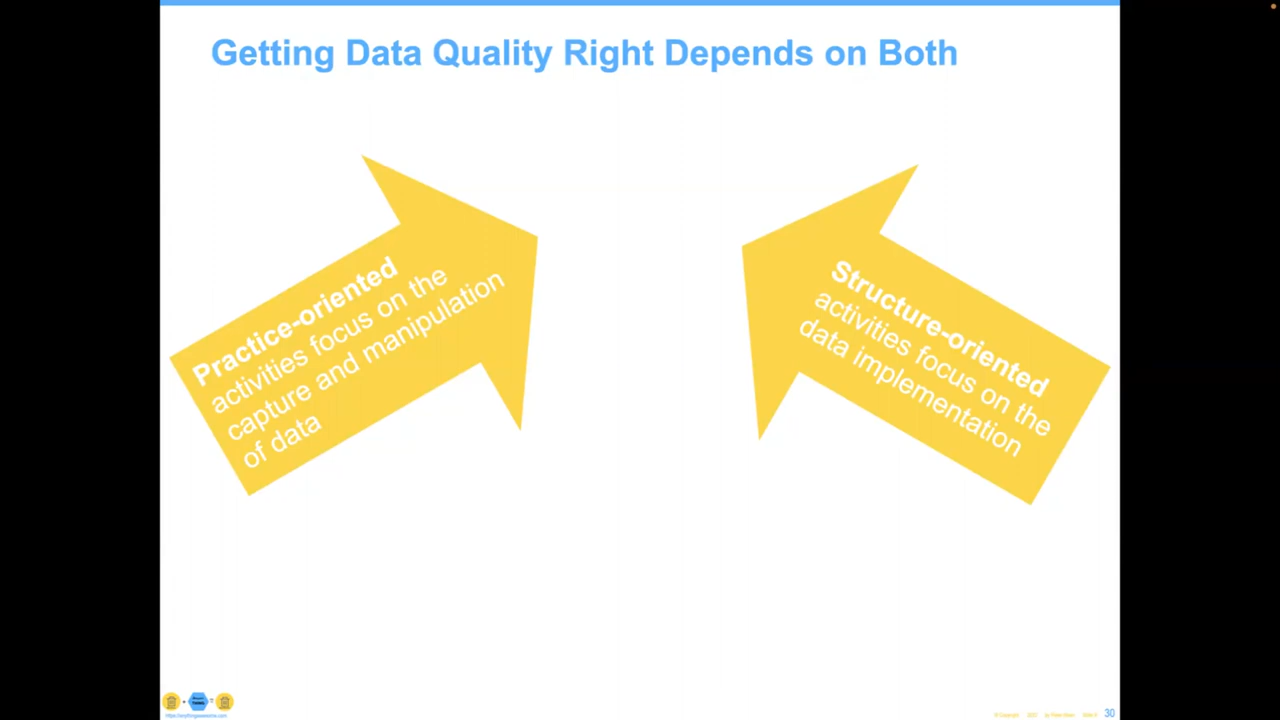 Getting Data Quality Right Depends on Both
Practice-oriented
activities focus on the
capture and manipulation
of data
Structure-oriented
activities focus on the
data implementation
30